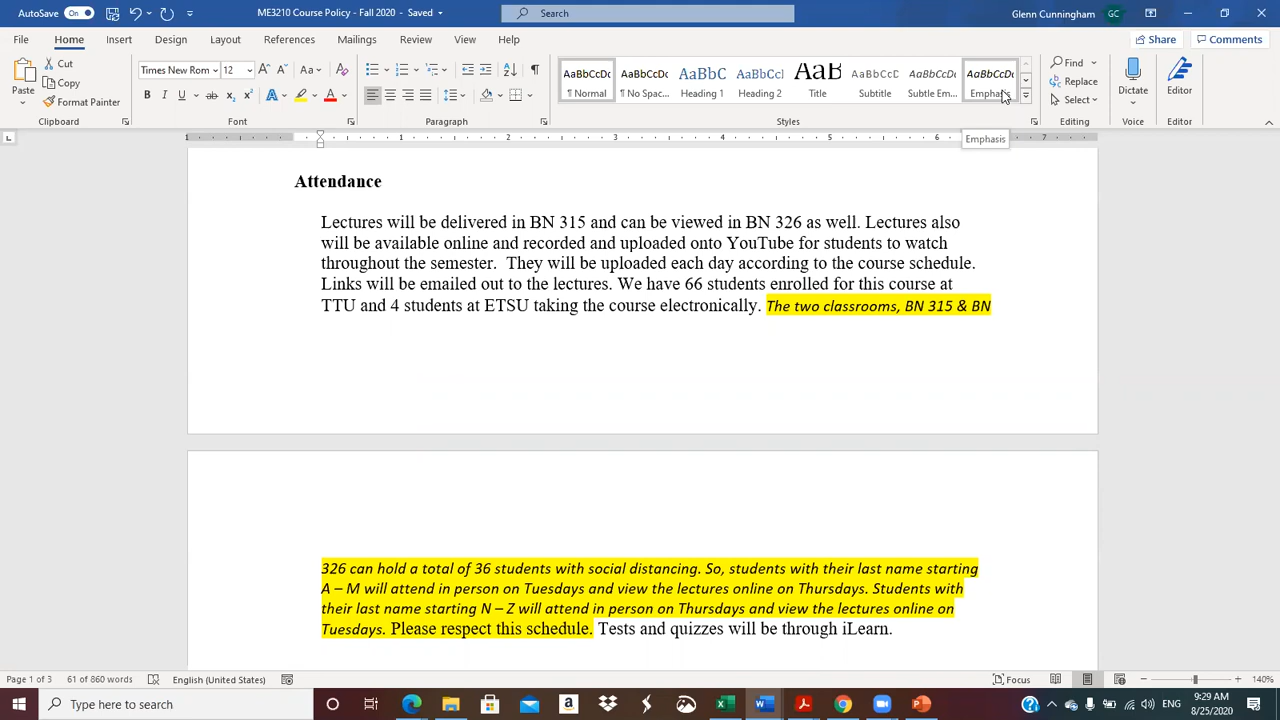 AutoSave On
ME3210 Course Policy - Fall 2020 - Saved
Search
Glenn Cunningham GC
File Home Insert Design Layout References Mailings Review View Help
Share Comments
Paste
Cut
Copy
Format Painter
Clipboard
Times New Rom 12
Font
Paragraph
AaBbCcDc AaBbCcDc AaBbC AaBbCcC AaB AaBbCcD AaBbCcDc AaBbCcDc
¶ Normal ¶ No Spac... Heading 1 Heading 2 Title Subtitle Subtle Em... Emphasis
Styles
Find
Replace
Select
Editing
Dictate
Voice
Editor
Editor
Emphasis
1 1 2 3 4 5 6 7
Attendance
Lectures will be delivered in BN 315 and can be viewed in BN 326 as well. Lectures also
will be available online and recorded and uploaded onto YouTube for students to watch
throughout the semester.  They will be uploaded each day according to the course schedule.
Links will be emailed out to the lectures. We have 66 students enrolled for this course at
TTU and 4 students at ETSU taking the course electronically. The two classrooms, BN 315 & BN
326 can hold a total of 36 students with social distancing. So, students with their last name starting
A – M will attend in person on Tuesdays and view the lectures online on Thursdays. Students with
their last name starting N – Z will attend in person on Thursdays and view the lectures online on
Tuesdays. Please respect this schedule. Tests and quizzes will be through iLearn.
Page 1 of 3 61 of 860 words English (United States) Focus 140%
Type here to search
9:29 AM
8/25/2020